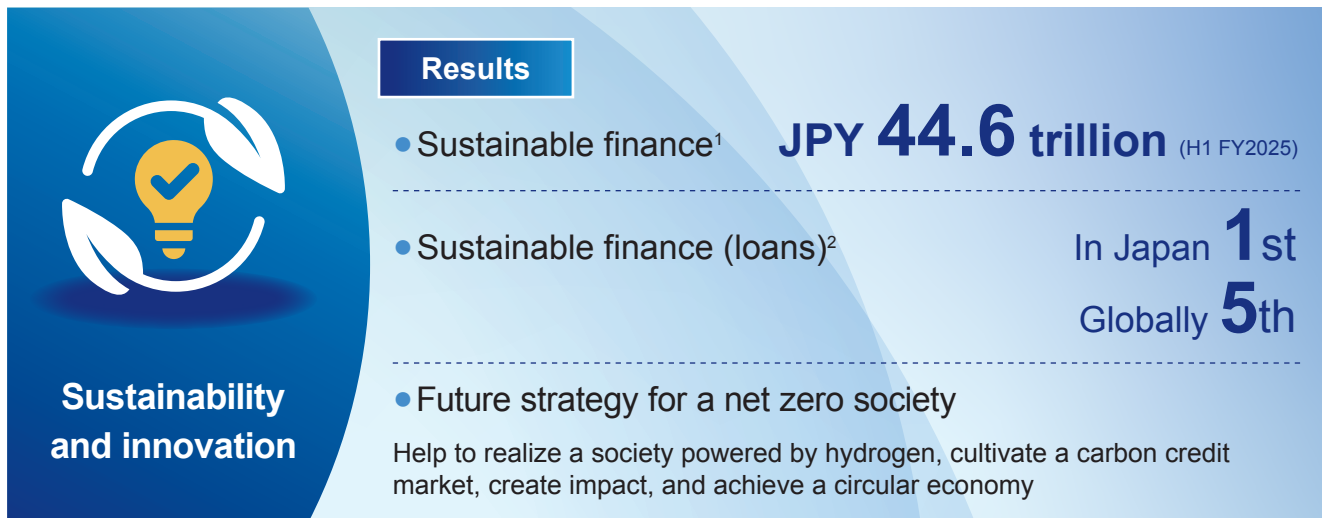 Results
● Sustainable finance¹ JPY 44.6 trillion (H1 FY2025)
● Sustainable finance (loans)² In Japan 1st
Globally 5th
● Future strategy for a net zero society
Help to realize a society powered by hydrogen, cultivate a carbon credit
market, create impact, and achieve a circular economy
Sustainability
and innovation